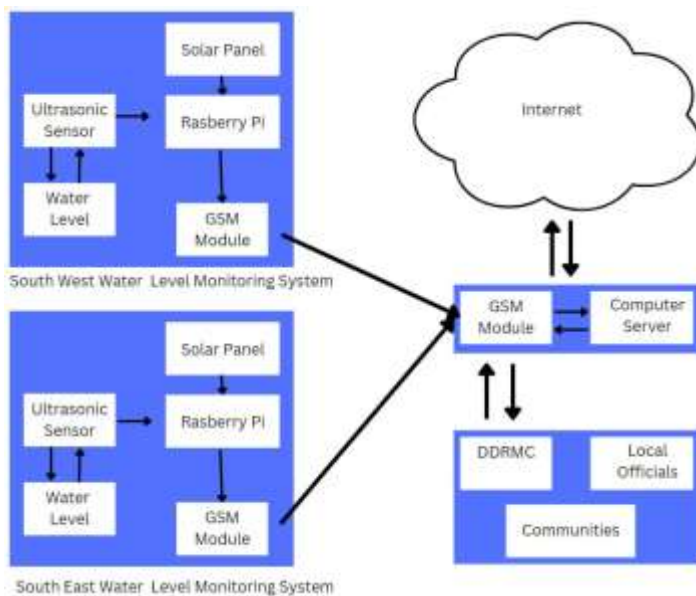 Solar Panel
Ultrasonic
Sensor
Rasberry Pi
Water
Level
GSM
Module
South West Water Level Monitoring System
Solar Panel
Ultrasonic
Sensor
Rasberry Pi
Water
Level
GSM
Module
South East Water Level Monitoring System
Internet
GSM
Module
Computer
Server
DDRMC
Local
Officials
Communities